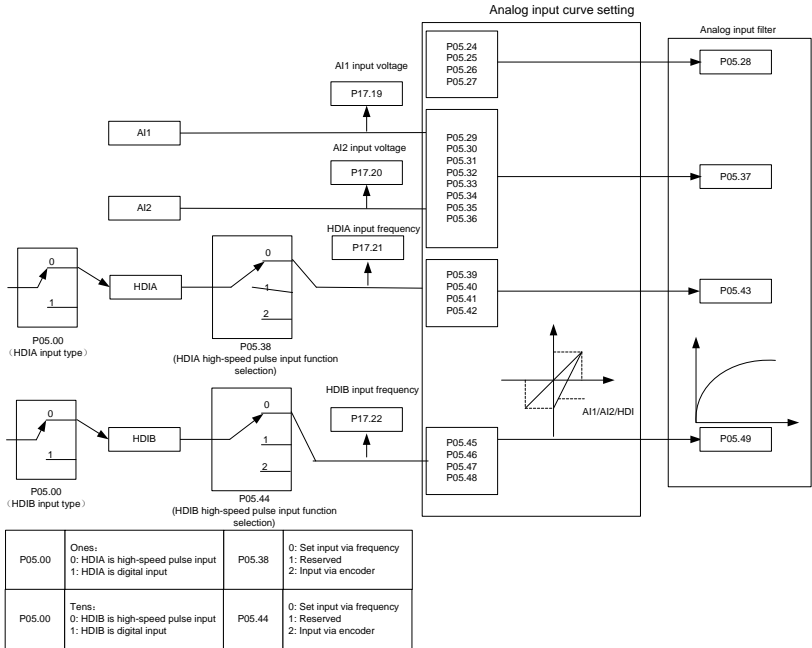 Analog input curve setting
Analog input filter
P05.24
P05.25
P05.26
P05.27
P05.28
AI1 input voltage
P17.19
AI1
AI2 input voltage
P17.20
AI2
P05.29
P05.30
P05.31
P05.32
P05.33
P05.34
P05.35
P05.36
P05.37
HDIA input frequency
P17.21
0
1
HDIA
0
1
2
P05.39
P05.40
P05.41
P05.42
P05.43
P05.00
（HDIA input type）
P05.38
(HDIA high-speed pulse input function
selection)
AI1/AI2/HDI
HDIB input frequency
P17.22
0
1
HDIB
0
1
2
P05.45
P05.46
P05.47
P05.48
P05.49
P05.00
（HDIB input type）
P05.44
(HDIB high-speed pulse input function
selection)
P05.00
Ones：
0: HDIA is high-speed pulse input
1: HDIA is digital input
P05.38
0: Set input via frequency
1: Reserved
2: Input via encoder
P05.00
Tens：
0: HDIB is high-speed pulse input
1: HDIB is digital input
P05.44
0: Set input via frequency
1: Reserved
2: Input via encoder